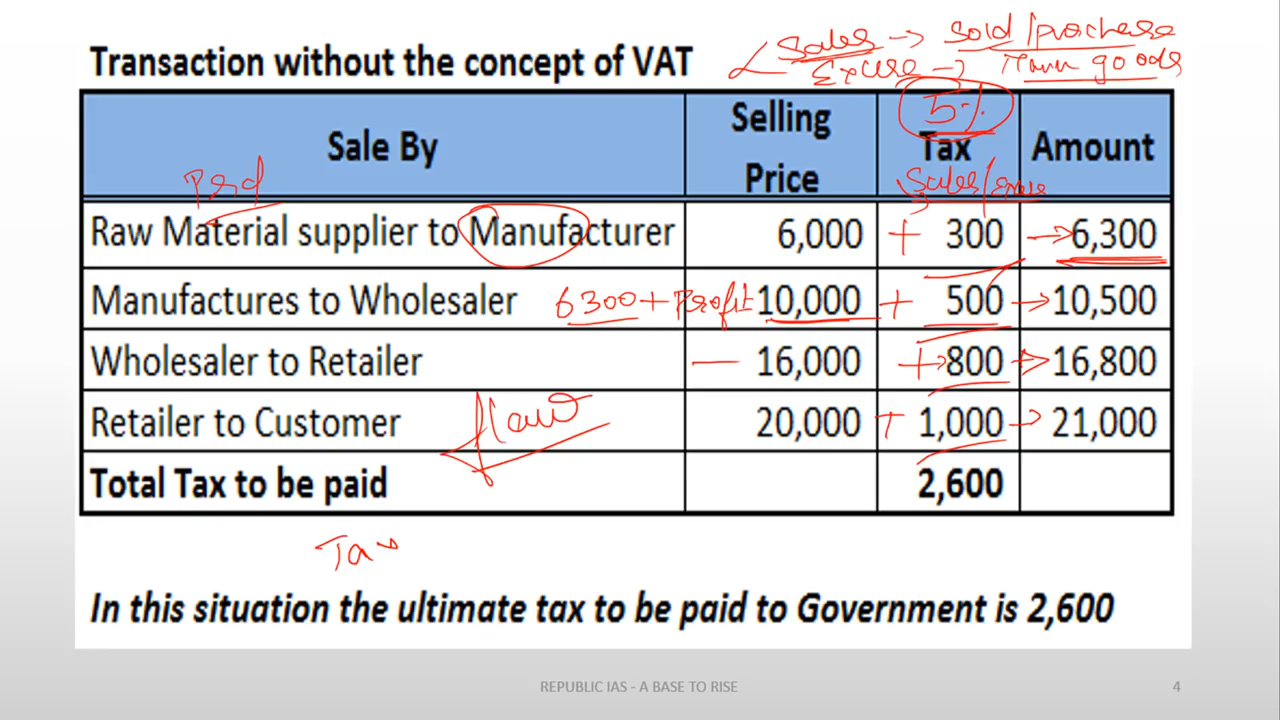 Sales → sold/purchase
Transaction without the concept of VAT
Excise → Manu goods
5%
Sale By Selling Price Tax Amount
Prd Sales/excise
Raw Material supplier to Manufacturer 6,000 + 300 → 6,300
Manufactures to Wholesaler 6300 + Profit 10,000 + 500 → 10,500
Wholesaler to Retailer — 16,000 + 800 → 16,800
Retailer to Customer flaw 20,000 + 1,000 → 21,000
Total Tax to be paid 2,600
In this situation the ultimate tax to be paid to Government is 2,600
REPUBLIC IAS - A BASE TO RISE 4